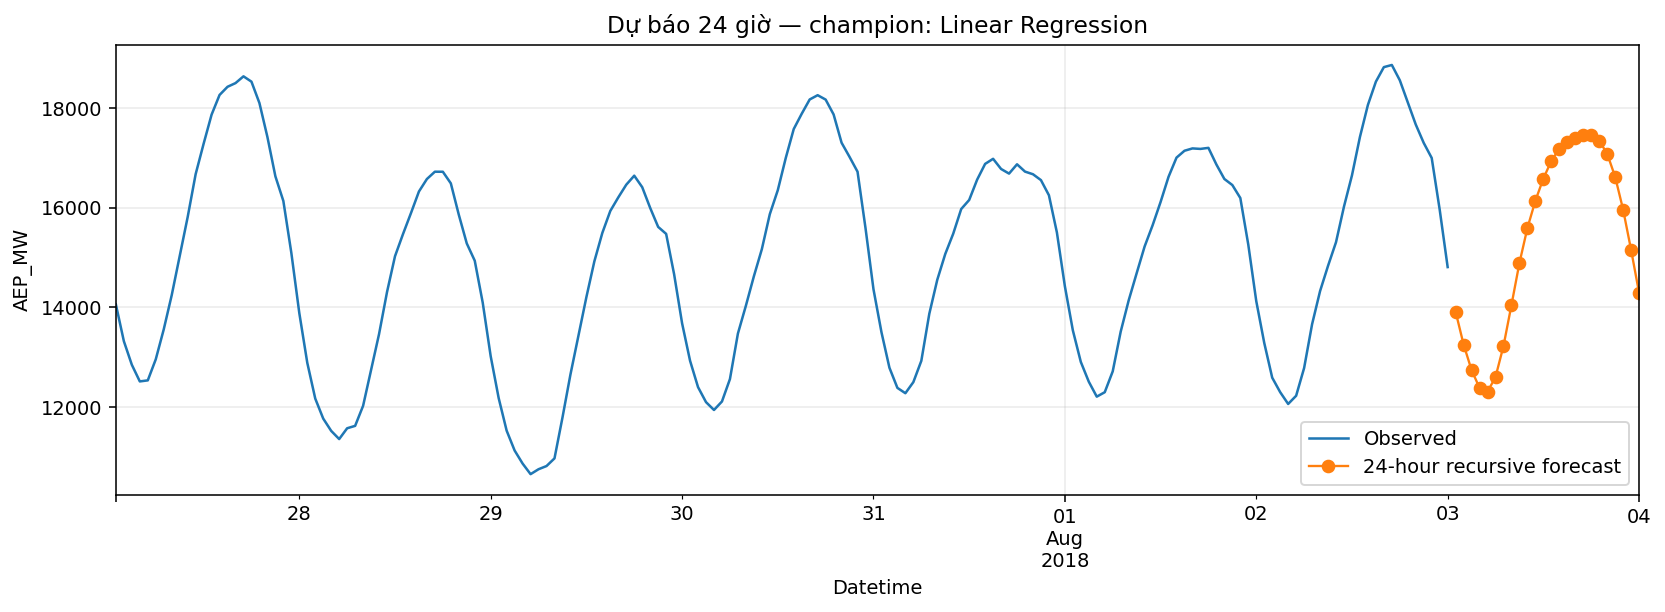 Dự báo 24 giờ — champion: Linear Regression
AEP_MW
18000
16000
14000
12000
28
29
30
31
01
Aug
2018
02
03
04
Datetime
Observed
24-hour recursive forecast